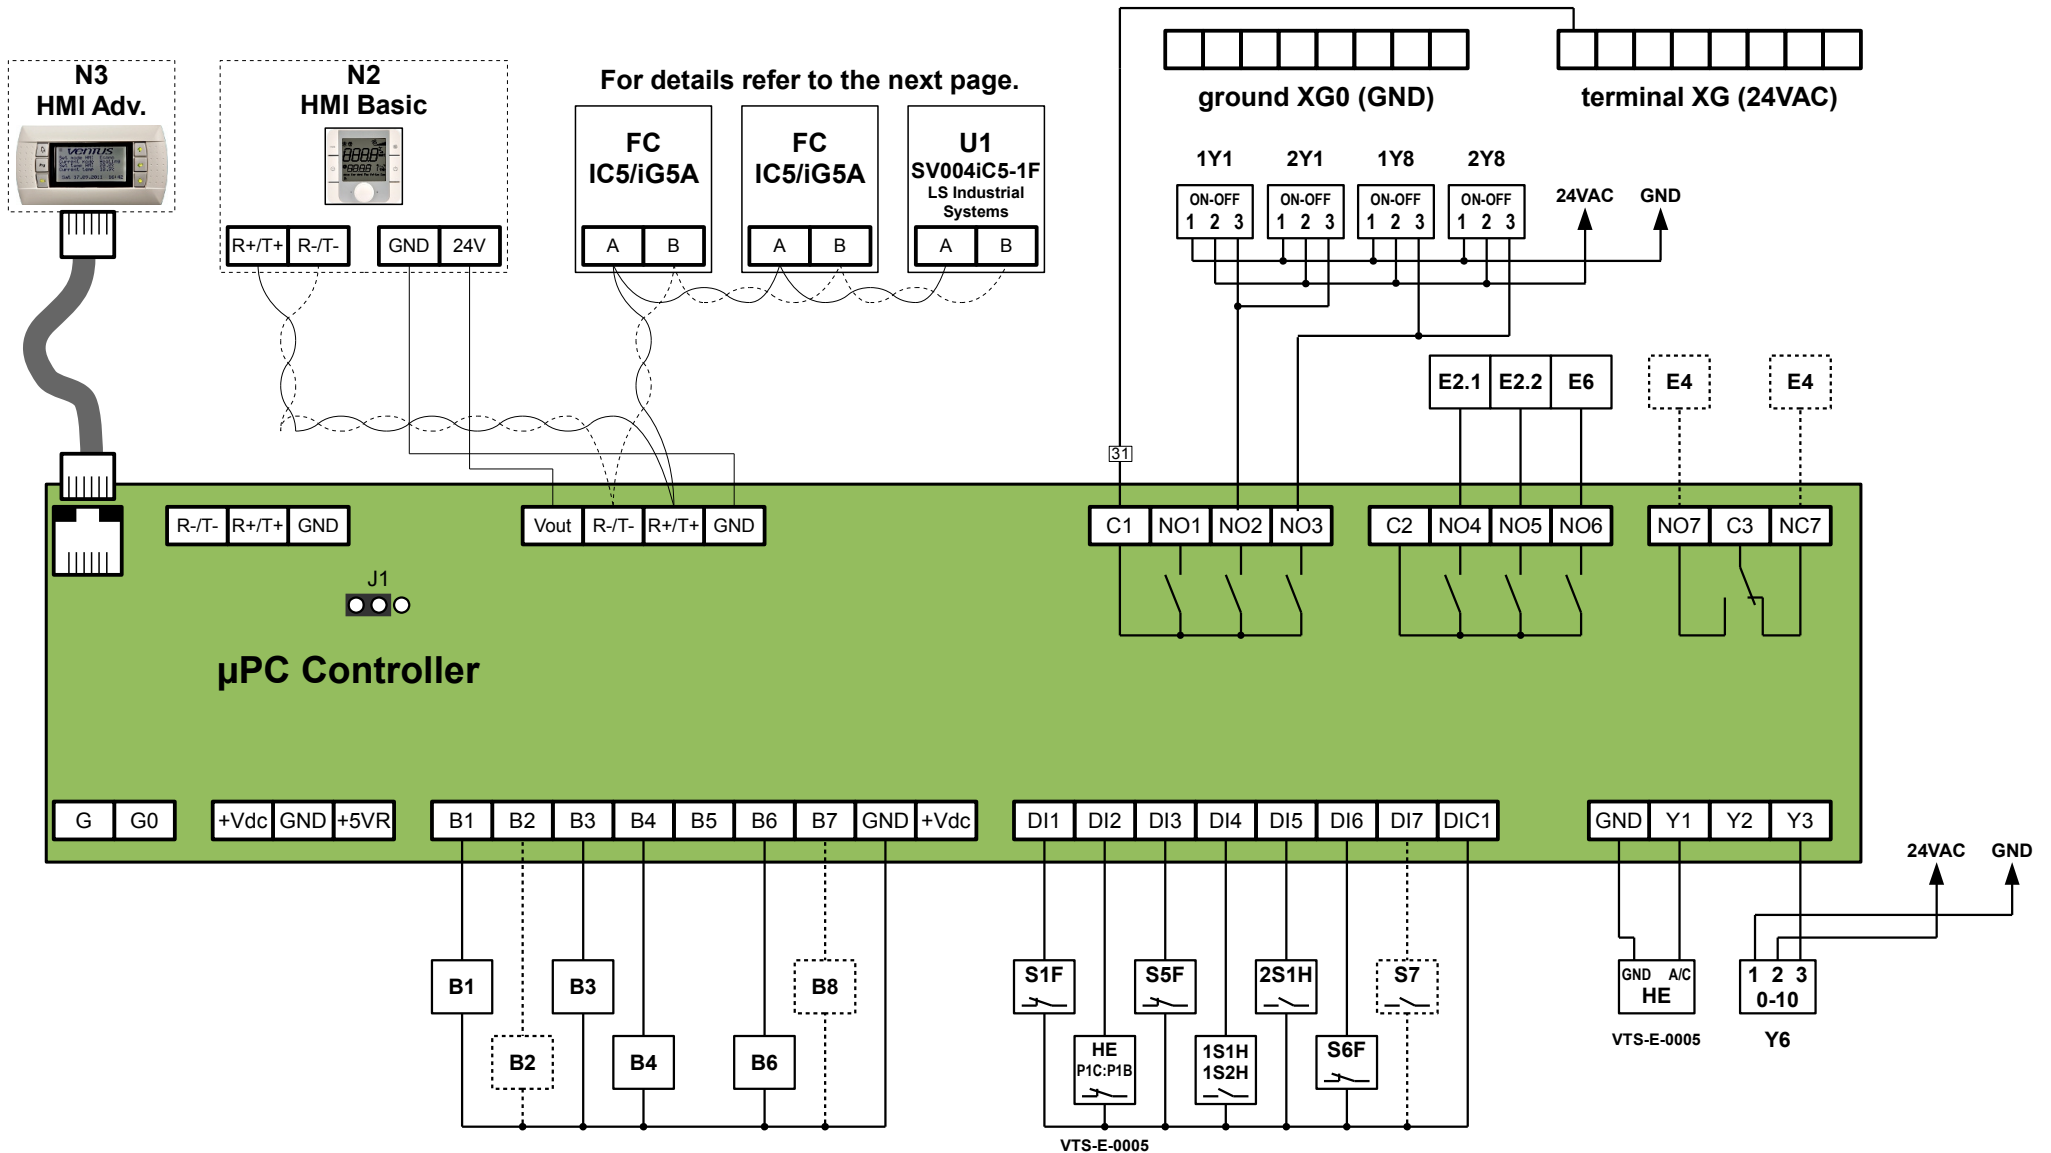 N3
HMI Adv.
VENTUS
N2
HMI Basic
R+/T+ R-/T- GND 24V
For details refer to the next page.
FC
IC5/iG5A
A B
FC
IC5/iG5A
A B
U1
SV004iC5-1F
LS Industrial
Systems
A B
ground XG0 (GND)
terminal XG (24VAC)
1Y1 2Y1 1Y8 2Y8
ON-OFF ON-OFF ON-OFF ON-OFF
1 2 3 1 2 3 1 2 3 1 2 3
24VAC GND
E2.1 E2.2 E6
E4 E4
31
R-/T- R+/T+ GND
Vout R-/T- R+/T+ GND
C1 NO1 NO2 NO3
C2 NO4 NO5 NO6
NO7 C3 NC7
J1
µPC Controller
G G0
+Vdc GND +5VR
B1 B2 B3 B4 B5 B6 B7 GND +Vdc
DI1 DI2 DI3 DI4 DI5 DI6 DI7 DIC1
GND Y1 Y2 Y3
24VAC GND
B1 B3 B8
B2 B4 B6
S1F S5F 2S1H S7
HE
P1C:P1B
1S1H
1S2H
S6F
VTS-E-0005
GND A/C
HE
VTS-E-0005
1 2 3
0-10
Y6